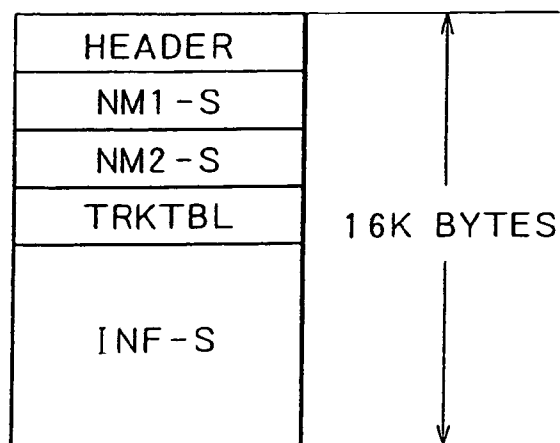 HEADER
NM1-S
NM2-S
TRKTBL
16K BYTES
INF-S